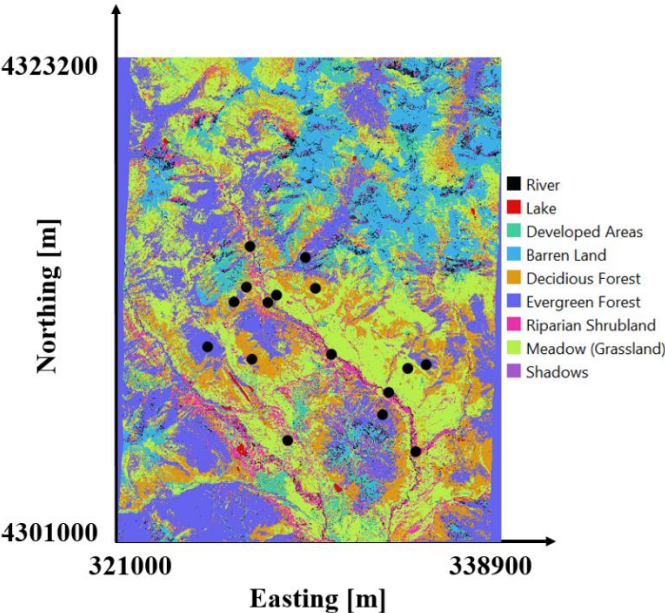 4323200
Northing [m]
4301000
321000
338900
Easting [m]
River
Lake
Developed Areas
Barren Land
Decidious Forest
Evergreen Forest
Riparian Shrubland
Meadow (Grassland)
Shadows